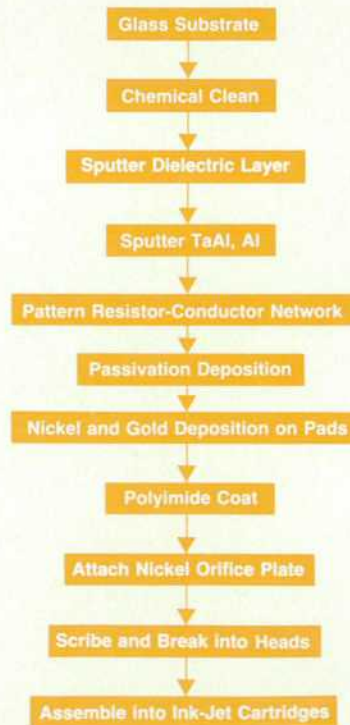 Glass Substrate
Chemical Clean
Sputter Dielectric Layer
Sputter TaAl, Al
Pattern Resistor-Conductor Network
Passivation Deposition
Nickel and Gold Deposition on Pads
Polyimide Coat
Attach Nickel Orifice Plate
Scribe and Break into Heads
Assemble into Ink-Jet Cartridges